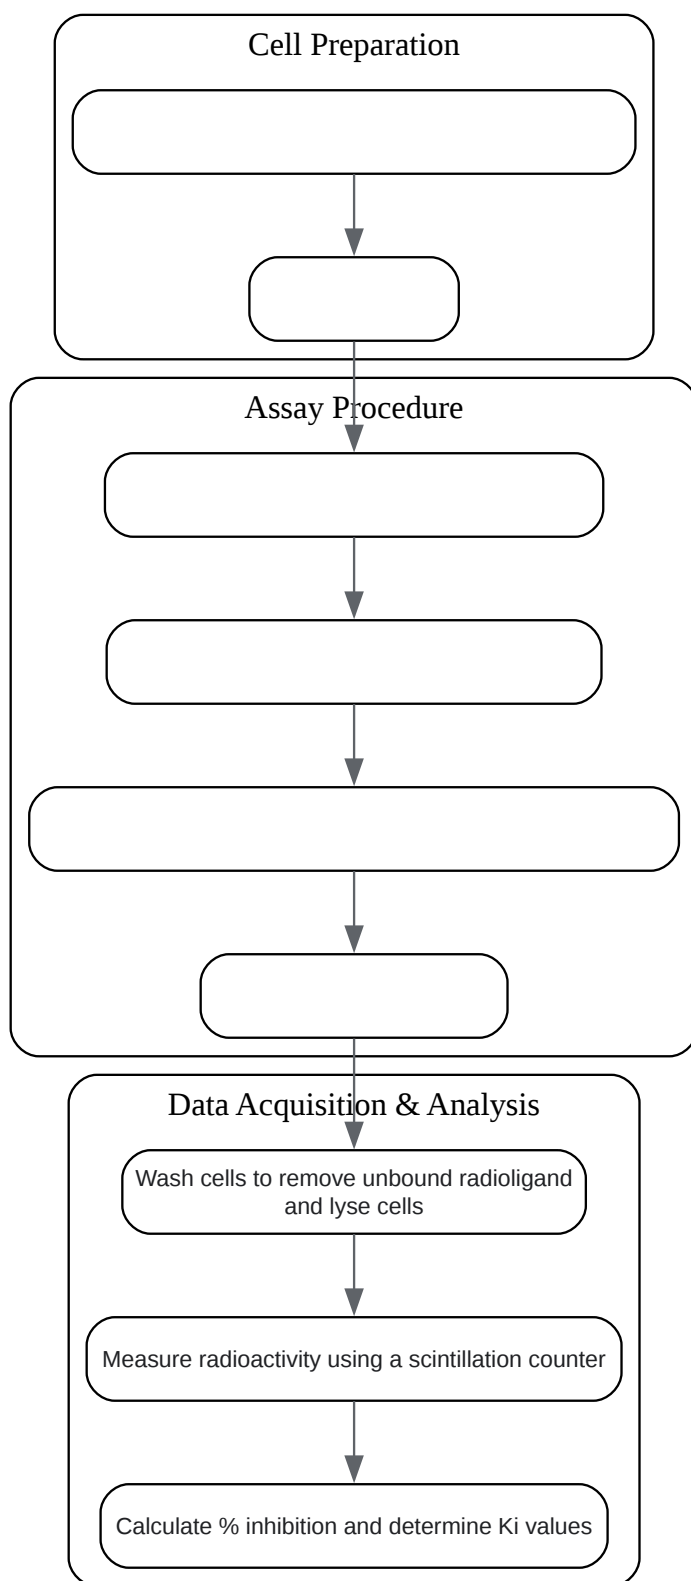 Cell Preparation
Assay Procedure
Data Acquisition & Analysis
Wash cells to remove unbound radioligand
and lyse cells
Measure radioactivity using a scintillation counter
Calculate % inhibition and determine Ki values